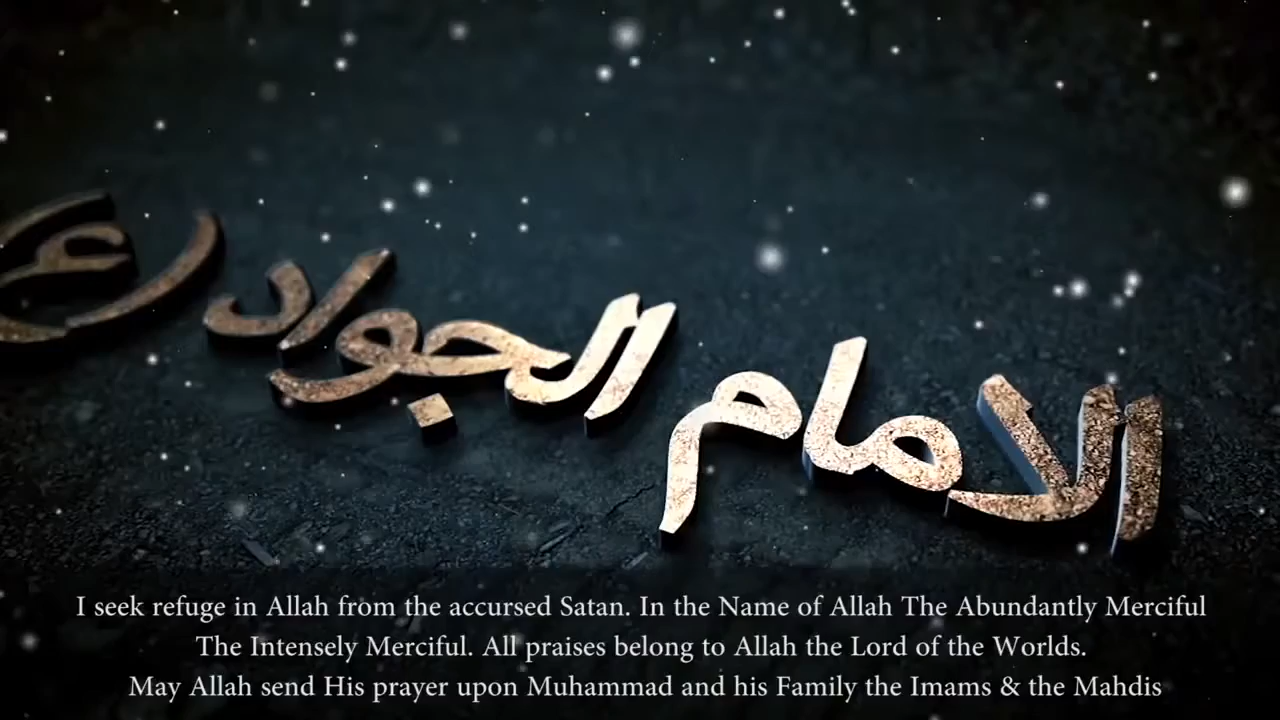 الامام الجواد (ع
I seek refuge in Allah from the accursed Satan. In the Name of Allah The Abundantly Merciful
The Intensely Merciful. All praises belong to Allah the Lord of the Worlds.
May Allah send His prayer upon Muhammad and his Family the Imams & the Mahdis